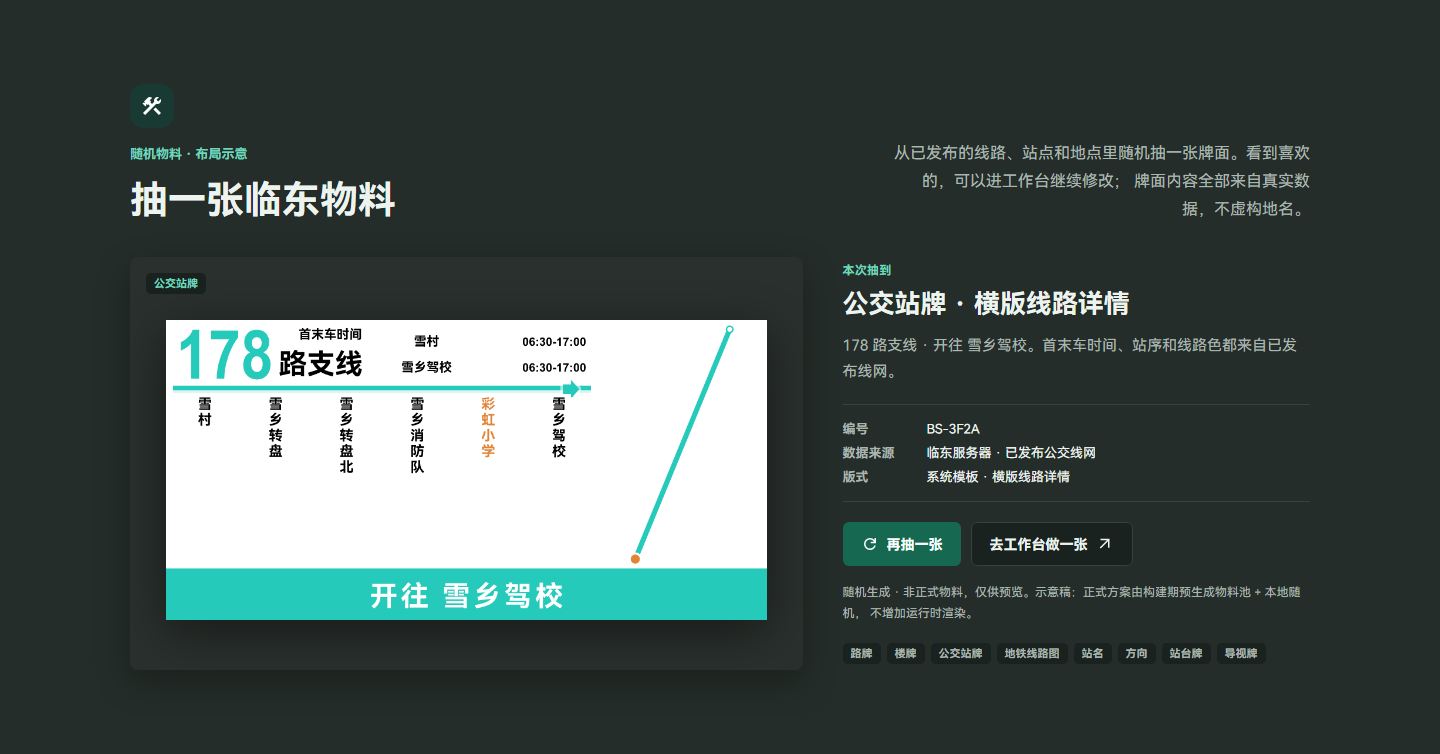 随机物料 · 布局示意
抽一张临东物料
从已发布的线路、站点和地点里随机抽一张牌面。看到喜欢
的，可以进工作台继续修改； 牌面内容全部来自真实数
据，不虚构地名。
公交站牌
178 路支线
首末车时间
雪村 06:30-17:00
雪乡驾校 06:30-17:00
雪村
雪乡转盘
雪乡转盘北
雪乡消防队
彩虹小学
雪乡驾校
开往 雪乡驾校
本次抽到
公交站牌 · 横版线路详情
178 路支线 · 开往 雪乡驾校。首末车时间、站序和线路色都来自已发
布线网。
编号 BS-3F2A
数据来源 临东服务器 · 已发布公交线网
版式 系统模板 · 横版线路详情
再抽一张
去工作台做一张
随机生成 · 非正式物料，仅供预览。示意稿：正式方案由构建期预生成物料池 + 本地随
机， 不增加运行时渲染。
路牌 楼牌 公交站牌 地铁线路图 站名 方向 站台牌 导视牌